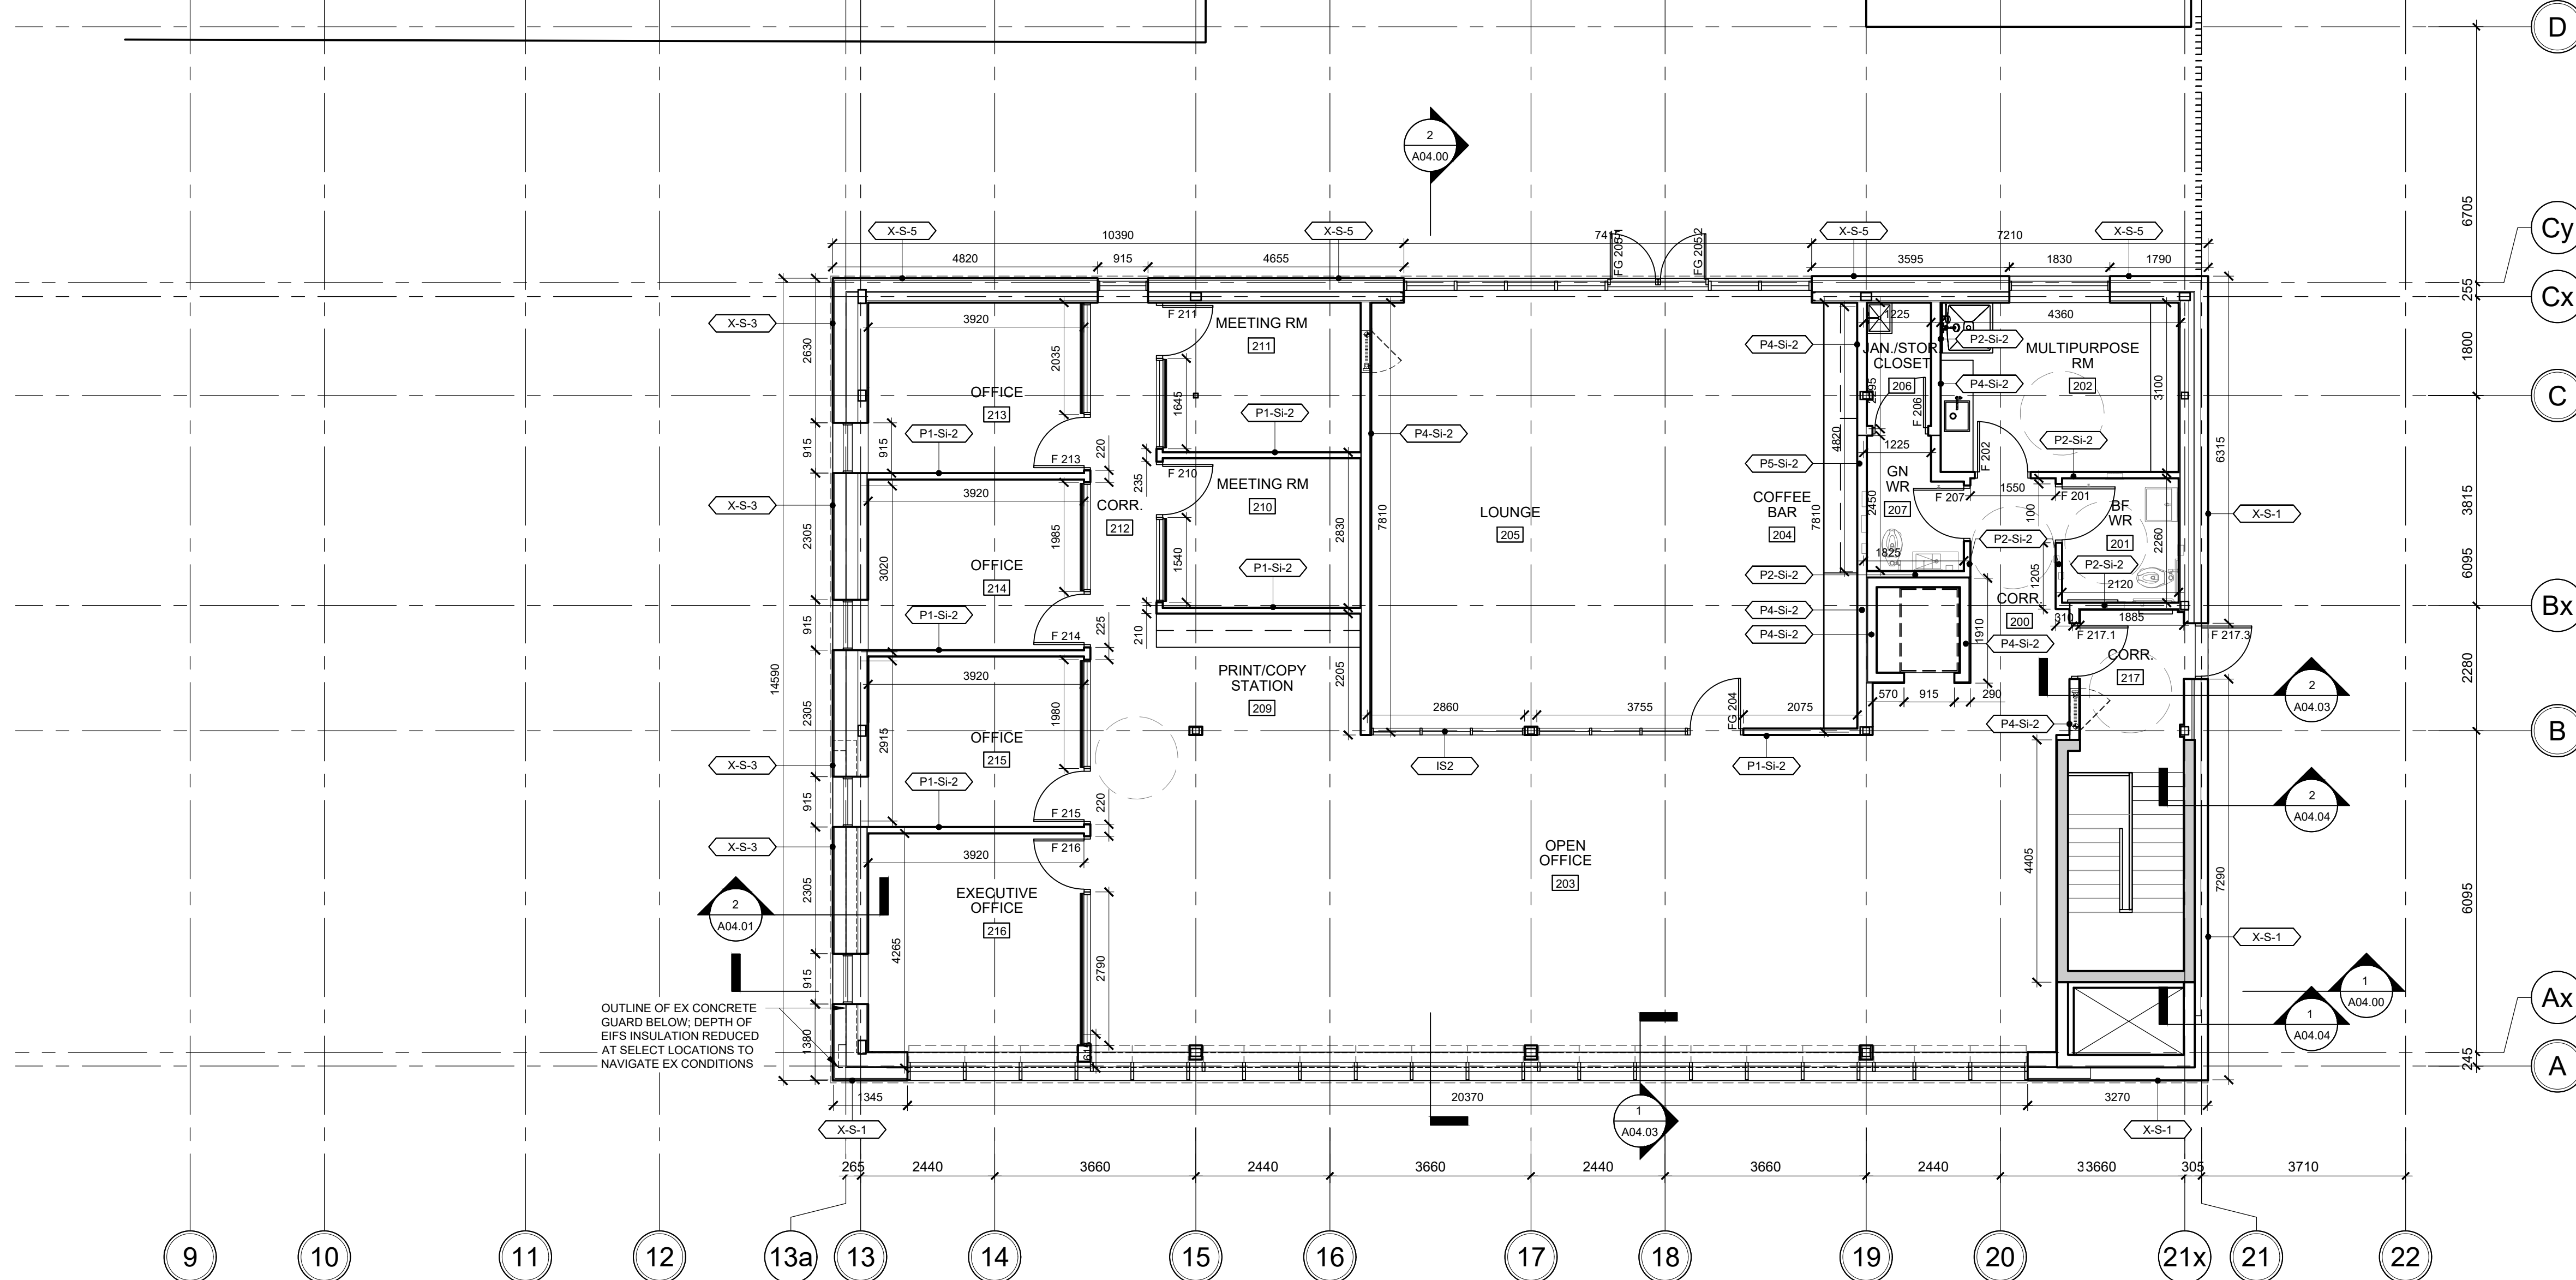 D
2
A04.00
6705
Cy
X-S-5
X-S-5
X-S-5
X-S-5
10390
7210
FG 205.1
FG 205.2
4820
915
4655
3595
1830
1790
255
Cx
X-S-3
3920
F 211
MEETING RM
211
1225
4360
2630
2035
P4-Si-2
P2-Si-2
JAN./STOR
CLOSET
206
MULTIPURPOSE
RM
202
1800
OFFICE
213
1645
P4-Si-2
3100
C
P1-Si-2
P1-Si-2
P4-Si-2
F 206
915
915
220
4820
1225
F 202
P2-Si-2
6315
F 213
F 210
P5-Si-2
GN
WR
207
X-S-3
3920
235
MEETING RM
210
CORR.
212
7810
LOUNGE
205
COFFEE
BAR
204
7810
2450
F 207
1550
F 201
100
BF
WR
201
X-S-1
3815
2305
1985
2830
P2-Si-2
2260
3020
1540
P1-Si-2
1825
P2-Si-2
P2-Si-2
6095
OFFICE
214
P4-Si-2
1205
2120
CORR.
200
Bx
915
P1-Si-2
F 214
225
210
P4-Si-2
1910
310
1885
F 217.1
F 217.3
P4-Si-2
CORR.
217
14590
3920
PRINT/COPY
STATION
209
2205
2280
2
A04.03
2305
2915
1980
2860
3755
FG 204
2075
570
915
290
P4-Si-2
OFFICE
215
B
X-S-3
IS2
P1-Si-2
915
P1-Si-2
F 215
220
2
A04.04
X-S-3
3920
F 216
OPEN
OFFICE
203
4405
7290
2305
EXECUTIVE
OFFICE
216
6095
2
A04.01
4265
2790
X-S-1
915
1
A04.00
Ax
OUTLINE OF EX CONCRETE
GUARD BELOW; DEPTH OF
EIFS INSULATION REDUCED
AT SELECT LOCATIONS TO
NAVIGATE EX CONDITIONS
1380
1
A04.04
245
A
1345
20370
3270
1
A04.03
X-S-1
X-S-1
265
2440
3660
2440
3660
2440
3660
2440
33660
305
3710
9
10
11
12
13a
13
14
15
16
17
18
19
20
21x
21
22